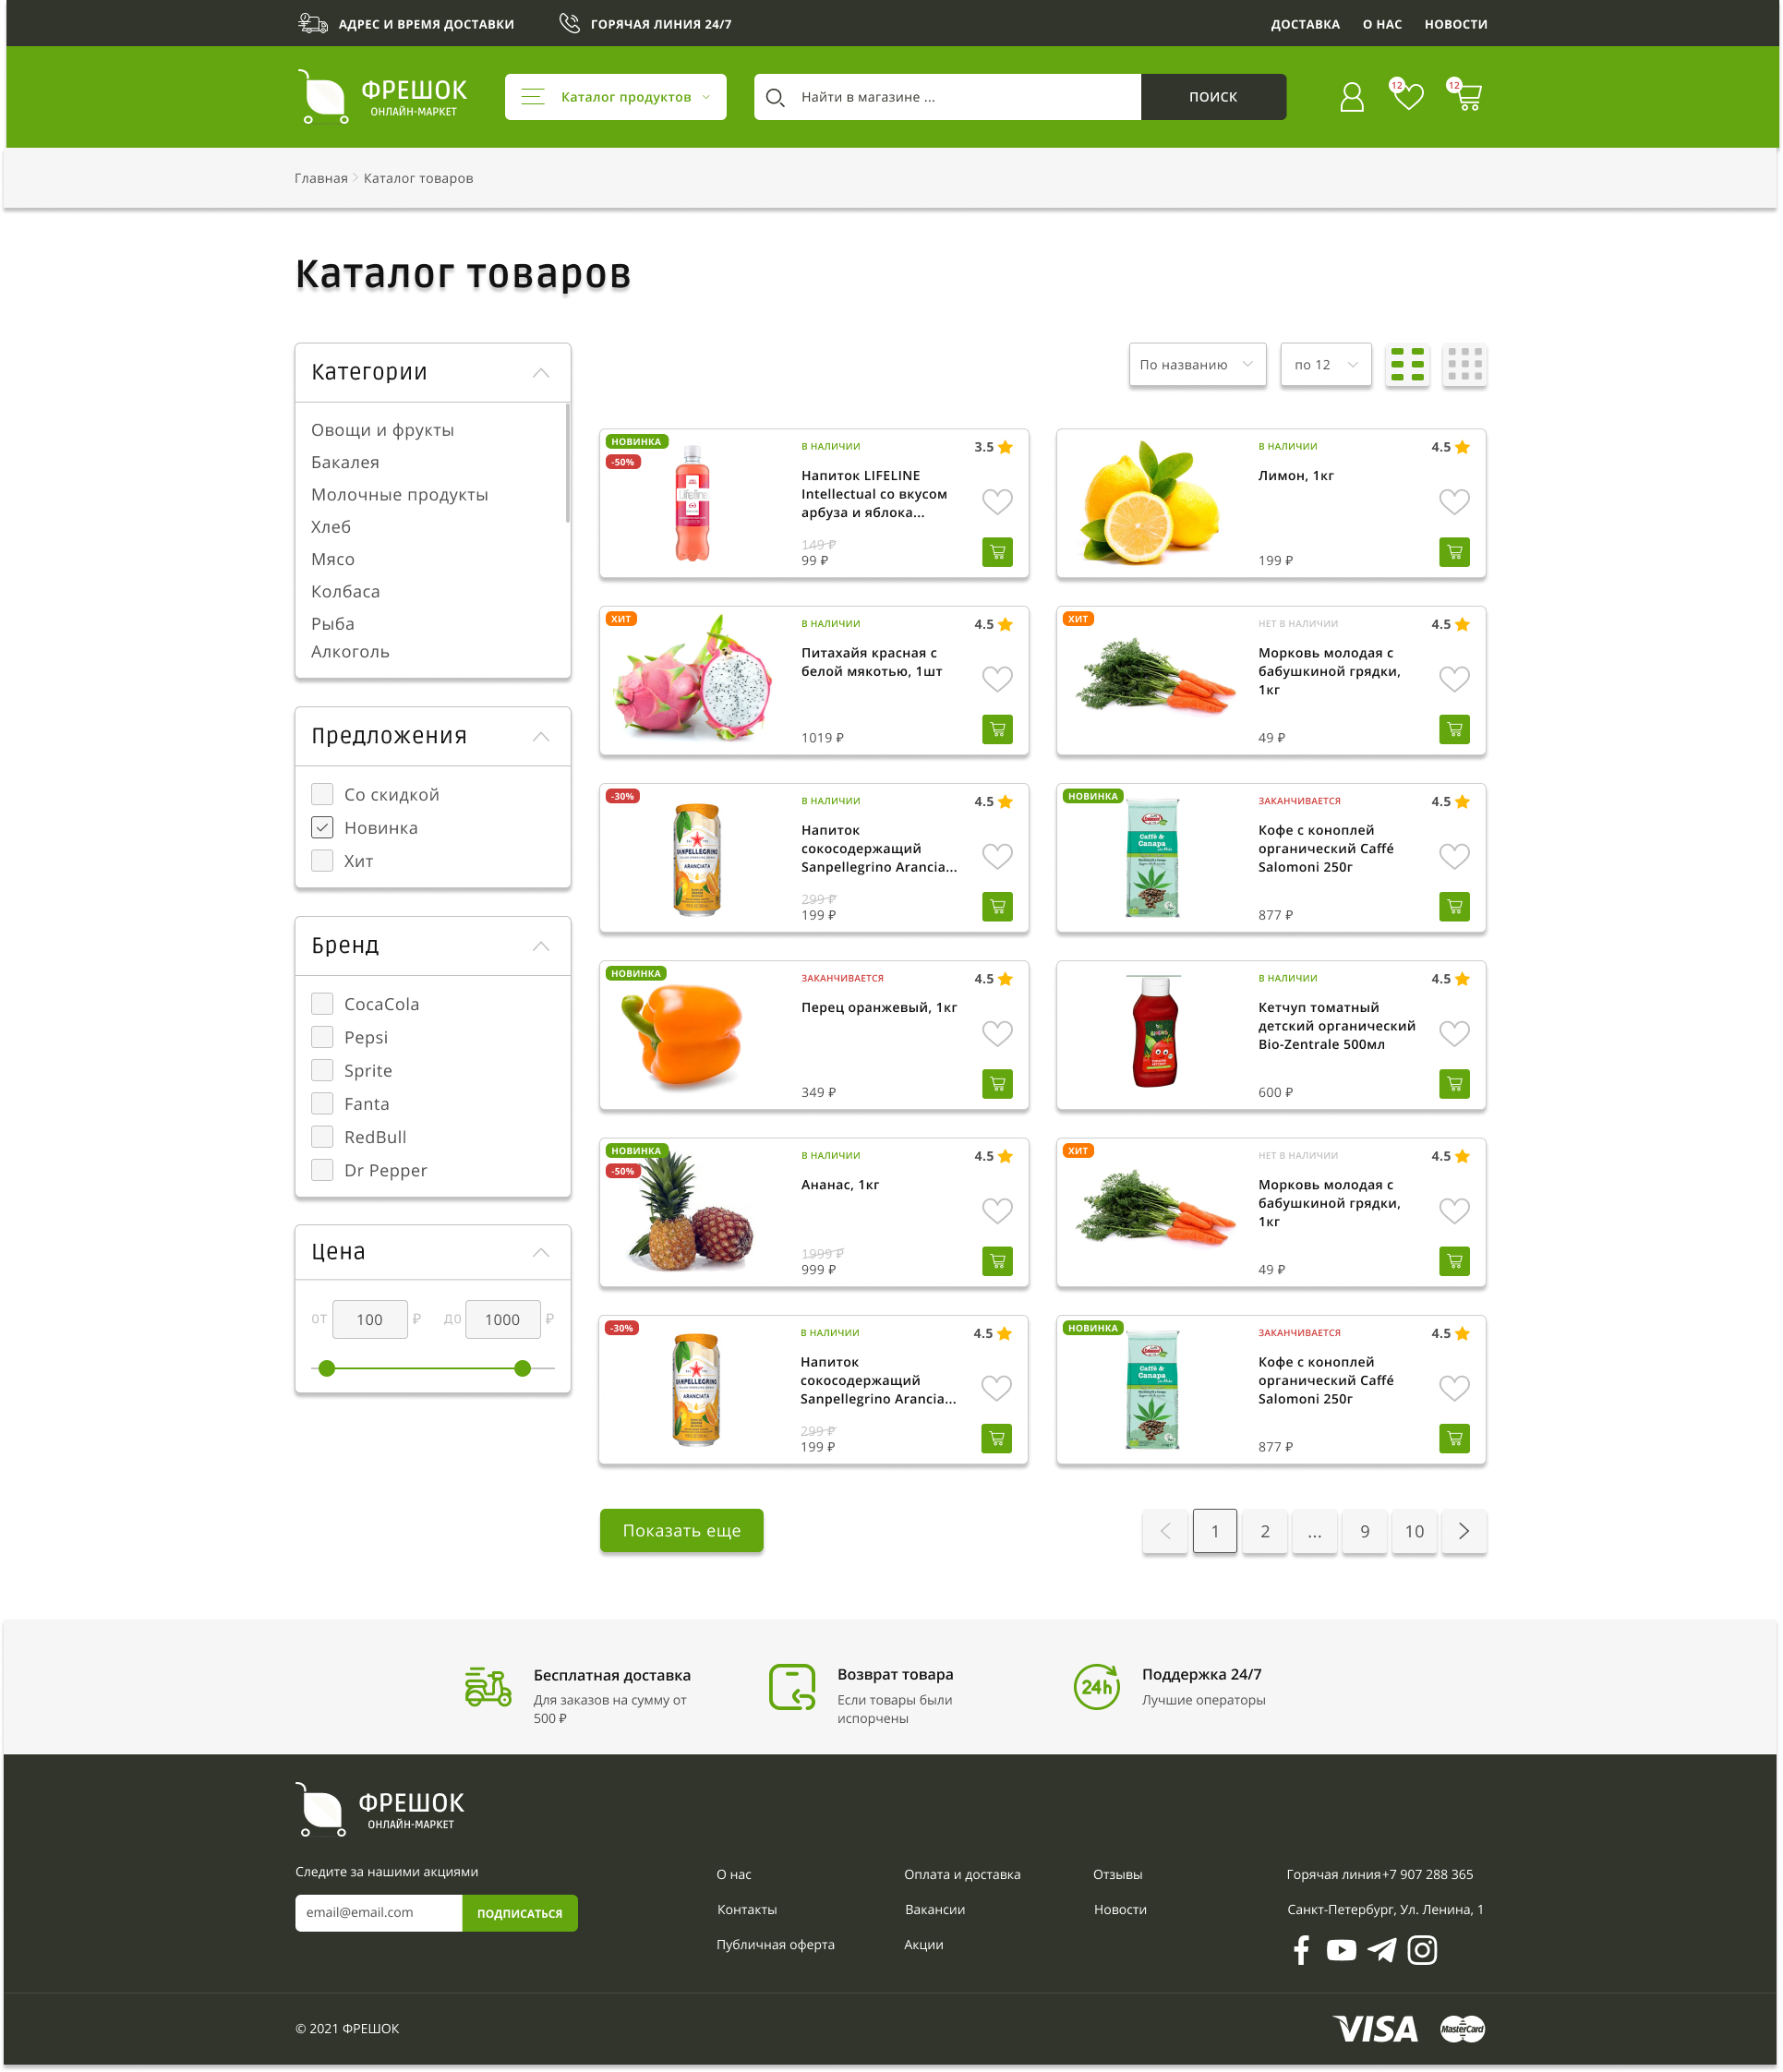 АДРЕС И ВРЕМЯ ДОСТАВКИ
ГОРЯЧАЯ ЛИНИЯ 24/7
ДОСТАВКА
О НАС
НОВОСТИ
ФРЕШОК
ОНЛАЙН-МАРКЕТ
Каталог продуктов
Найти в магазине ...
ПОИСК
12
12
Главная
Каталог товаров
Каталог товаров
Категории
Овощи и фрукты
Бакалея
Молочные продукты
Хлеб
Мясо
Колбаса
Рыба
Алкоголь
Предложения
Со скидкой
Новинка
Хит
Бренд
CocaCola
Pepsi
Sprite
Fanta
RedBull
Dr Pepper
Цена
от 100 ₽
до 1000 ₽
По названию
по 12
НОВИНКА
-50%
Lifeline
В НАЛИЧИИ
3.5
Напиток LIFELINE
Intellectual со вкусом
арбуза и яблока...
149 ₽
99 ₽
В НАЛИЧИИ
4.5
Лимон, 1кг
199 ₽
ХИТ
В НАЛИЧИИ
4.5
Питахайя красная с
белой мякотью, 1шт
1019 ₽
ХИТ
НЕТ В НАЛИЧИИ
4.5
Морковь молодая с
бабушкиной грядки,
1кг
49 ₽
-30%
SANPELLEGRINO
ARANCIATA
В НАЛИЧИИ
4.5
Напиток
сокосодержащий
Sanpellegrino Arancia...
299 ₽
199 ₽
НОВИНКА
Caffè &
Canapa
ЗАКАНЧИВАЕТСЯ
4.5
Кофе с коноплей
органический Caffé
Salomoni 250г
877 ₽
НОВИНКА
ЗАКАНЧИВАЕТСЯ
4.5
Перец оранжевый, 1кг
349 ₽
В НАЛИЧИИ
4.5
Кетчуп томатный
детский органический
Bio-Zentrale 500мл
600 ₽
НОВИНКА
-50%
В НАЛИЧИИ
4.5
Ананас, 1кг
1999 ₽
999 ₽
ХИТ
НЕТ В НАЛИЧИИ
4.5
Морковь молодая с
бабушкиной грядки,
1кг
49 ₽
-30%
SANPELLEGRINO
ARANCIATA
В НАЛИЧИИ
4.5
Напиток
сокосодержащий
Sanpellegrino Arancia...
299 ₽
199 ₽
НОВИНКА
Caffè &
Canapa
ЗАКАНЧИВАЕТСЯ
4.5
Кофе с коноплей
органический Caffé
Salomoni 250г
877 ₽
Показать еще
1
2
...
9
10
Бесплатная доставка
Для заказов на сумму от
500 ₽
Возврат товара
Если товары были
испорчены
24h
Поддержка 24/7
Лучшие операторы
ФРЕШОК
ОНЛАЙН-МАРКЕТ
Следите за нашими акциями
email@email.com
ПОДПИСАТЬСЯ
О нас
Контакты
Публичная оферта
Оплата и доставка
Вакансии
Акции
Отзывы
Новости
Горячая линия+7 907 288 365
Санкт-Петербург, Ул. Ленина, 1
© 2021 ФРЕШОК
VISA
MasterCard